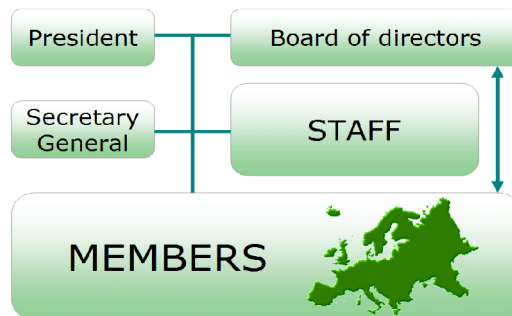 President
Board of directors
Secretary
General
STAFF
MEMBERS